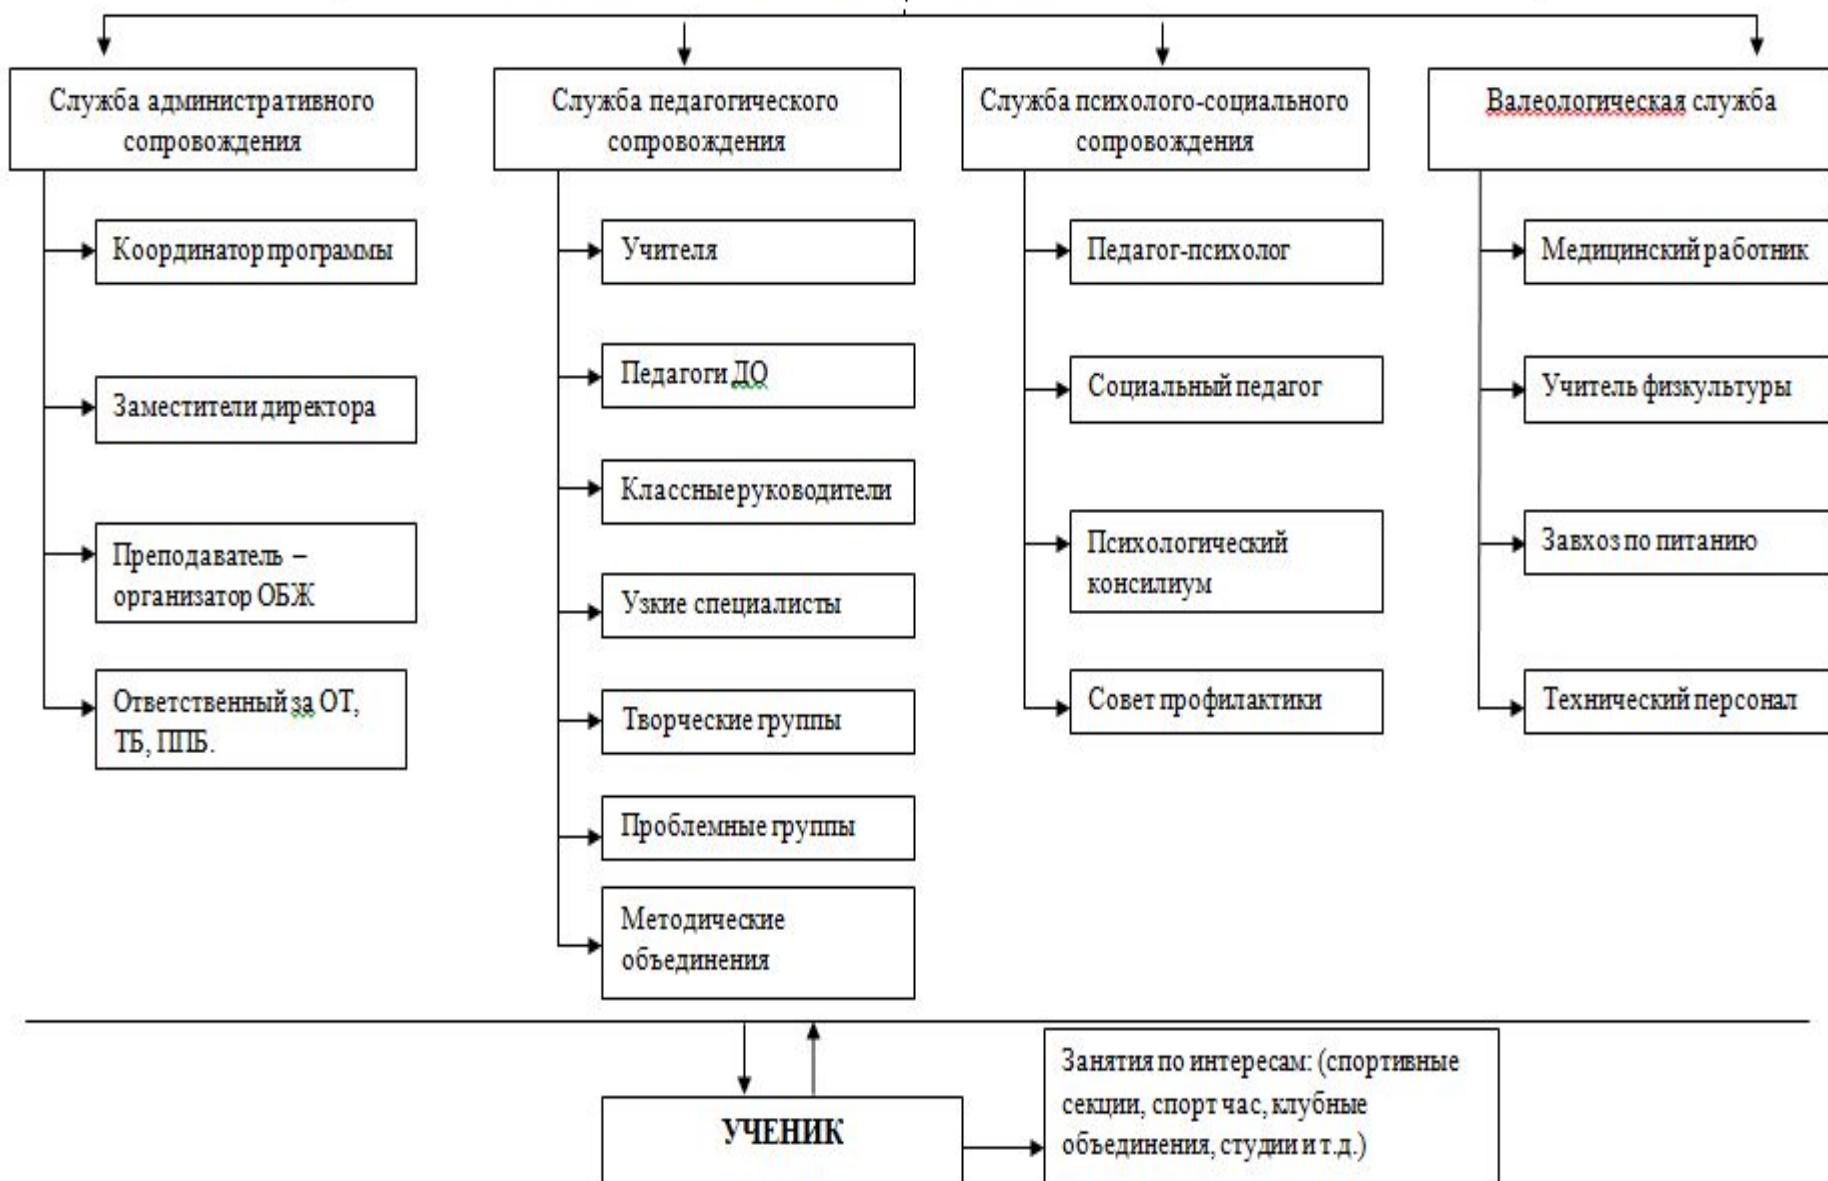 Служба административного
сопровождения
Координатор программы
Заместители директора
Преподаватель –
организатор ОБЖ
Ответственный за ОТ,
ТБ, ППБ.
Служба педагогического
сопровождения
Учителя
Педагоги ДО
Классные руководители
Узкие специалисты
Творческие группы
Проблемные группы
Методические
объединения
Служба психолого-социального
сопровождения
Педагог-психолог
Социальный педагог
Психологический
консилиум
Совет профилактики
Валеологическая служба
Медицинский работник
Учитель физкультуры
Завхоз по питанию
Технический персонал
УЧЕНИК
Занятия по интересам: (спортивные
секции, спорт час, клубные
объединения, студии и т.д.)